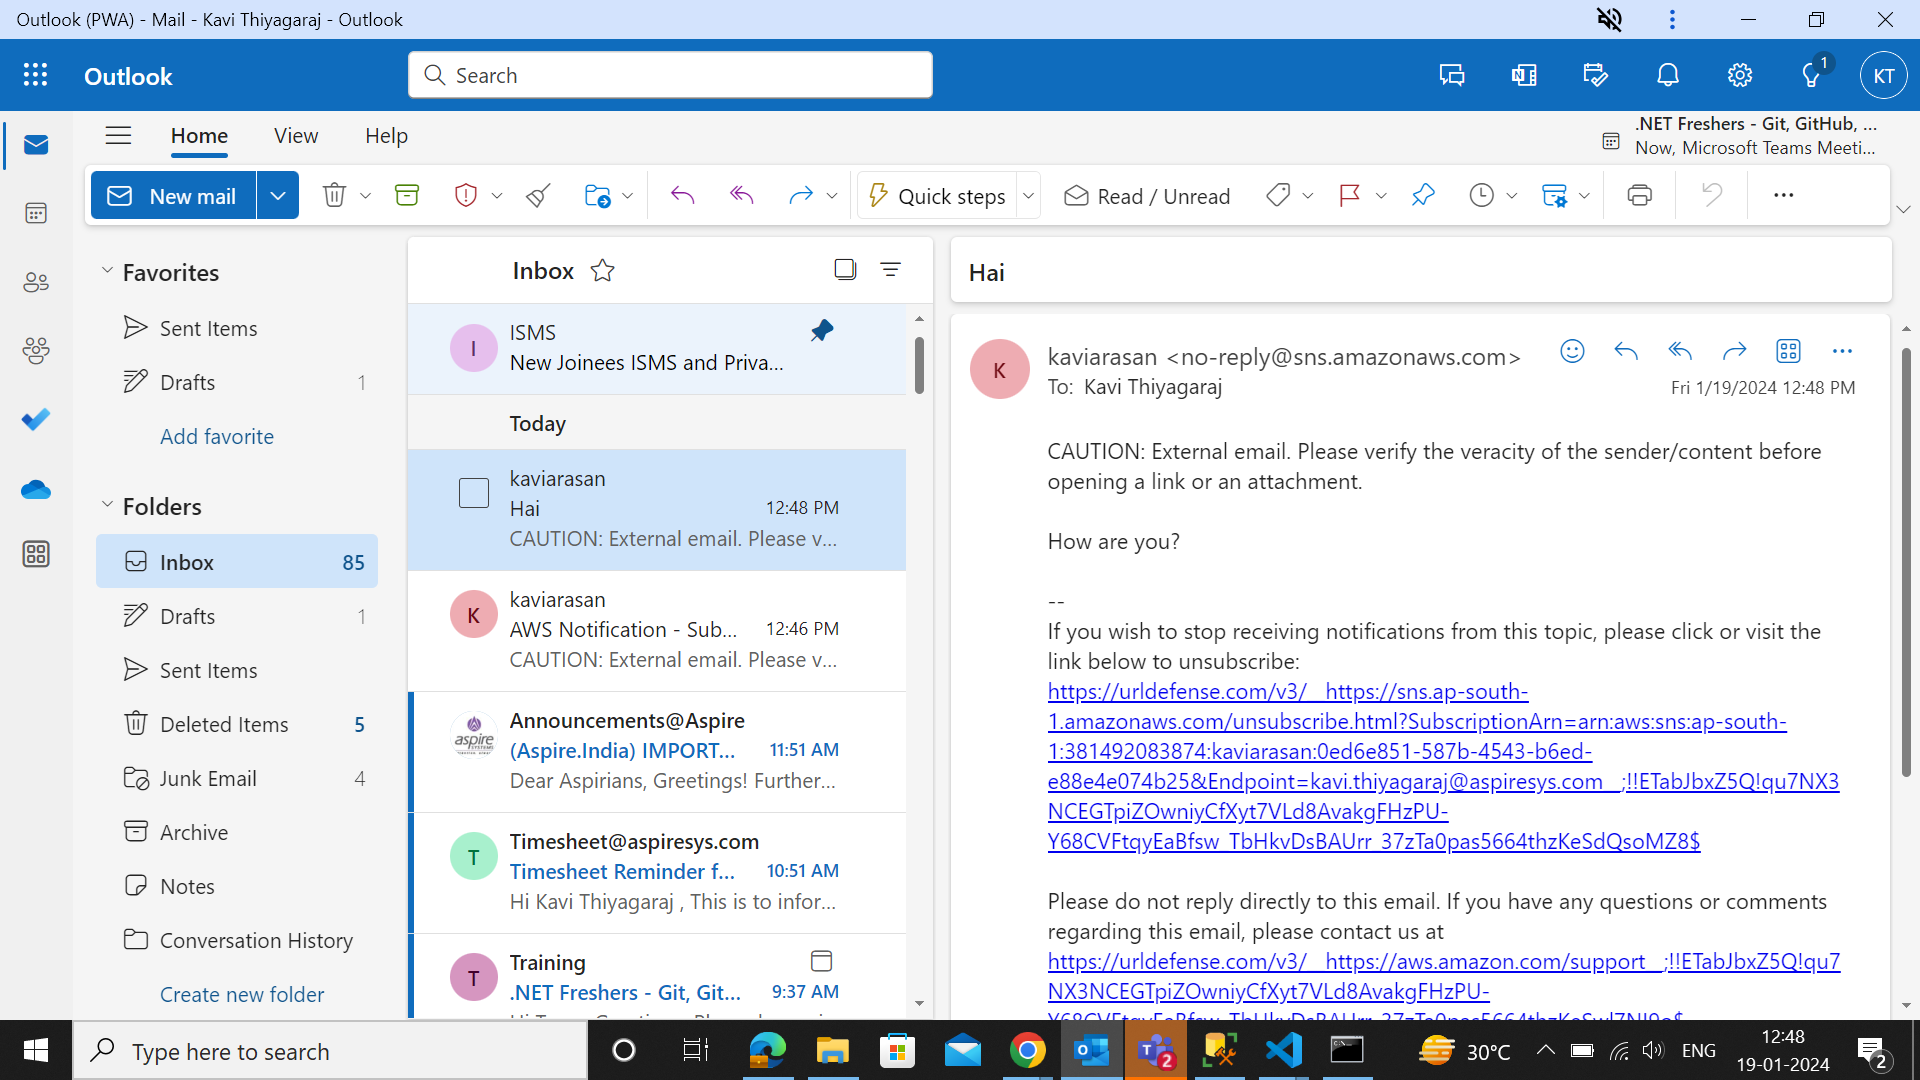 Outlook (PWA) - Mail - Kavi Thiyagaraj - Outlook
Outlook
Search
1
KT
Home
View
Help
.NET Freshers - Git, GitHub, ...
Now, Microsoft Teams Meeti...
New mail
Quick steps
Read / Unread
Favorites
Sent Items
Drafts 1
Add favorite
Folders
Inbox 85
Drafts 1
Sent Items
Deleted Items 5
Junk Email 4
Archive
Notes
Conversation History
Create new folder
Inbox
I
ISMS
New Joinees ISMS and Priva...
Today
kaviarasan
Hai 12:48 PM
CAUTION: External email. Please v...
K
kaviarasan
AWS Notification - Sub... 12:46 PM
CAUTION: External email. Please v...
aspire
Announcements@Aspire
(Aspire.India) IMPORT... 11:51 AM
Dear Aspirians, Greetings! Further...
T
Timesheet@aspiresys.com
Timesheet Reminder f... 10:51 AM
Hi Kavi Thiyagaraj , This is to infor...
T
Training
.NET Freshers - Git, Git... 9:37 AM
Hai
K
kaviarasan <no-reply@sns.amazonaws.com>
To: Kavi Thiyagaraj
Fri 1/19/2024 12:48 PM
CAUTION: External email. Please verify the veracity of the sender/content before
opening a link or an attachment.
How are you?
--
If you wish to stop receiving notifications from this topic, please click or visit the
link below to unsubscribe:
https://urldefense.com/v3/__https://sns.ap-south-
1.amazonaws.com/unsubscribe.html?SubscriptionArn=arn:aws:sns:ap-south-
1:381492083874:kaviarasan:0ed6e851-587b-4543-b6ed-
e88e4e074b25&Endpoint=kavi.thiyagaraj@aspiresys.com__;!!ETabJbxZ5Q!qu7NX3
NCEGTpiZOwniyCfXyt7VLd8AvakgFHzPU-
Y68CVFtqyEaBfsw_TbHkvDsBAUrr_37zTa0pas5664thzKeSdQsoMZ8$
Please do not reply directly to this email. If you have any questions or comments
regarding this email, please contact us at
https://urldefense.com/v3/__https://aws.amazon.com/support__;!!ETabJbxZ5Q!qu7
NX3NCEGTpiZOwniyCfXyt7VLd8AvakgFHzPU-
Type here to search
2
30°C
ENG
12:48
19-01-2024
2